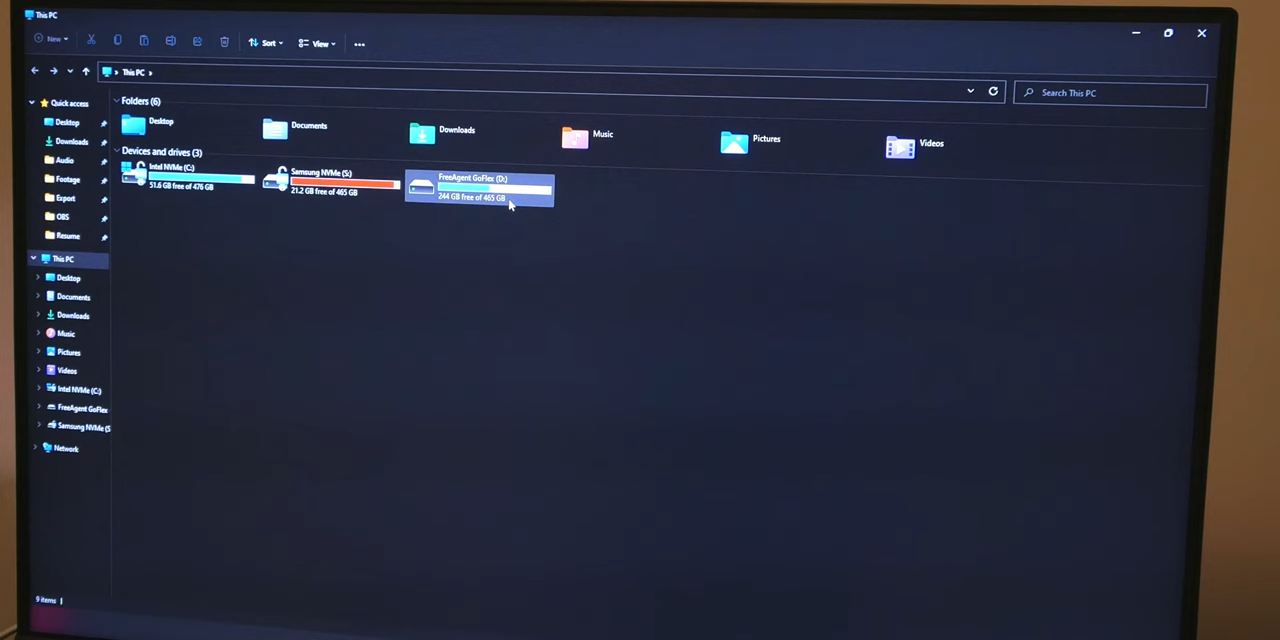 This PC
New
Sort
View
This PC
Search This PC
Quick access
Desktop
Downloads
Audio
Footage
Export
OBS
Resume
This PC
Desktop
Documents
Downloads
Music
Pictures
Videos
Intel NVMe (C:)
FreeAgent GoFlex
Samsung NVMe (S
Network
Folders (6)
Desktop
Documents
Downloads
Music
Pictures
Videos
Devices and drives (3)
Intel NVMe (C:)
51.6 GB free of 476 GB
Samsung NVMe (S:)
21.2 GB free of 465 GB
FreeAgent GoFlex (D:)
244 GB free of 465 GB
9 items